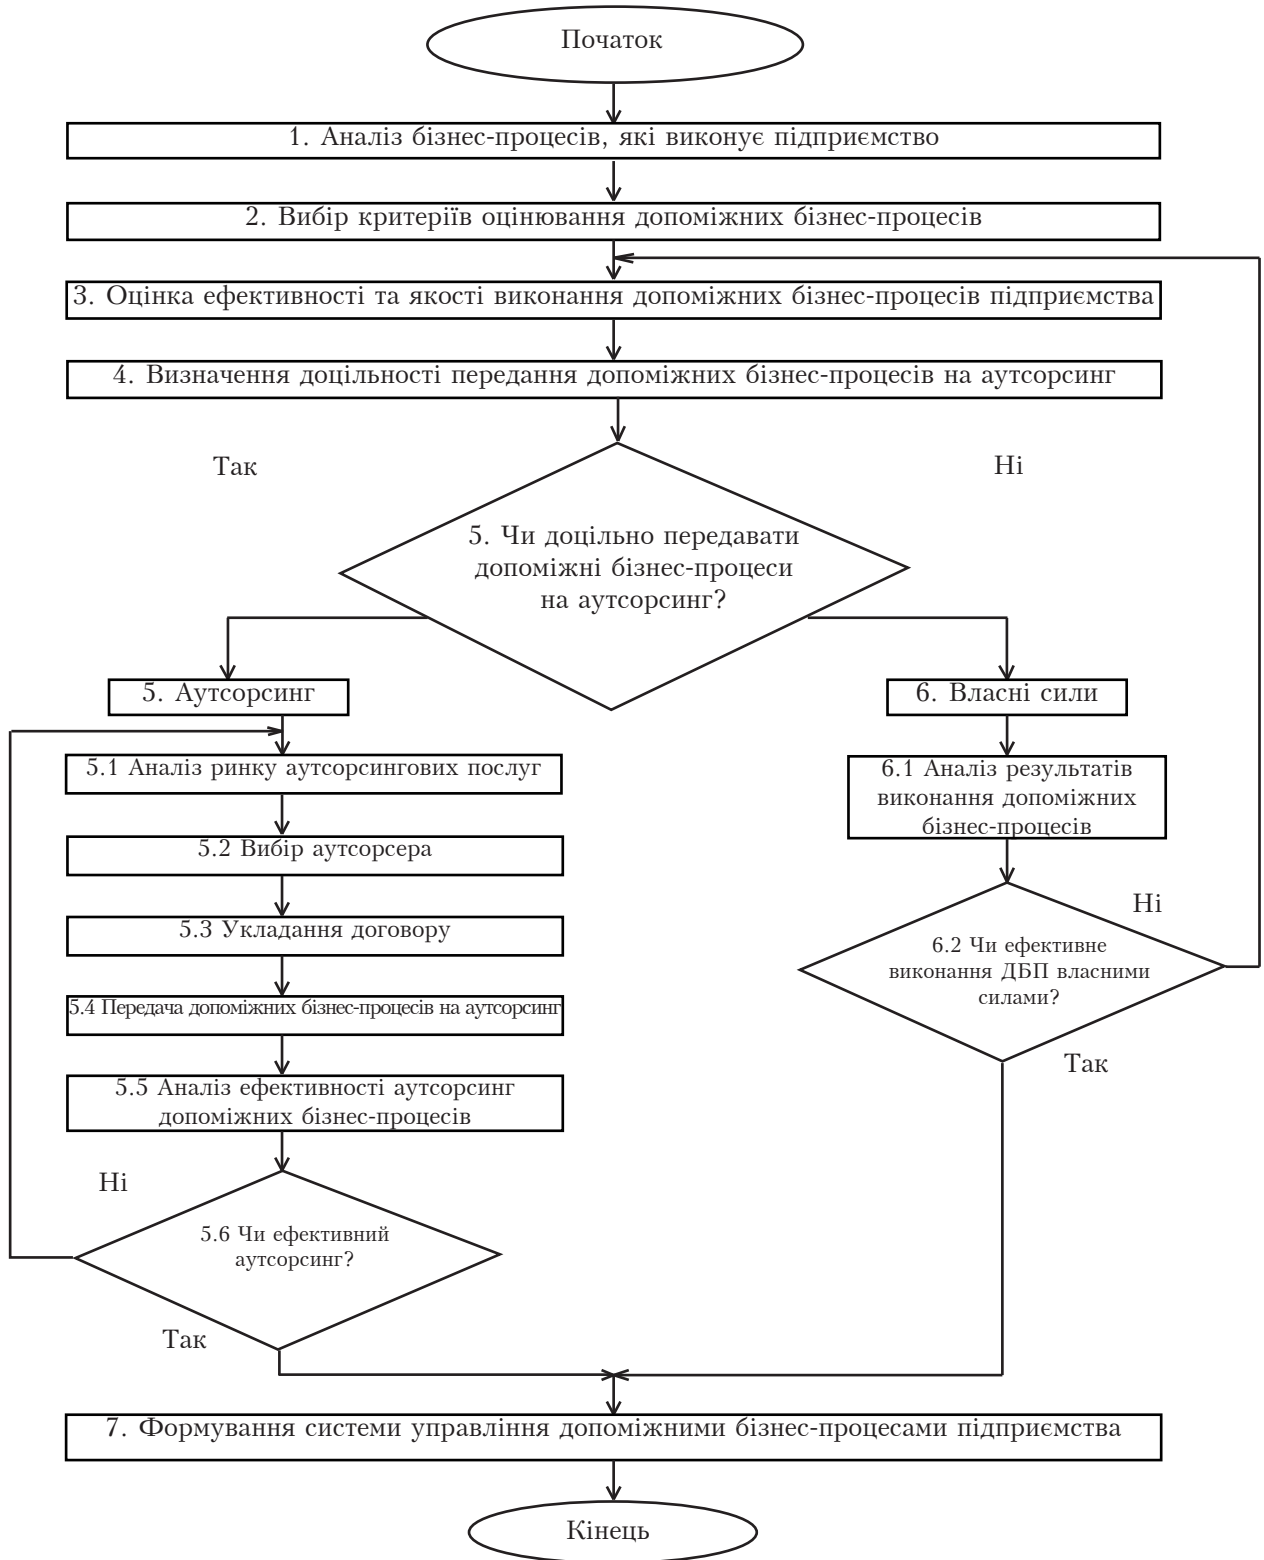 Початок
1. Аналіз бізнес-процесів, які виконує підприємство
2. Вибір критеріїв оцінювання допоміжних бізнес-процесів
3. Оцінка ефективності та якості виконання допоміжних бізнес-процесів підприємства
4. Визначення доцільності передання допоміжних бізнес-процесів на аутсорсинг
Так
Ні
5. Чи доцільно передавати
допоміжні бізнес-процеси
на аутсорсинг?
5. Аутсорсинг
5.1 Аналіз ринку аутсорсингових послуг
5.2 Вибір аутсорсера
5.3 Укладання договору
5.4 Передача допоміжних бізнес-процесів на аутсорсинг
5.5 Аналіз ефективності аутсорсинг
допоміжних бізнес-процесів
Ні
5.6 Чи ефективний
аутсорсинг?
Так
6. Власні сили
6.1 Аналіз результатів
виконання допоміжних
бізнес-процесів
Ні
6.2 Чи ефективне
виконання ДБП власними
силами?
Так
7. Формування системи управління допоміжними бізнес-процесами підприємства
Кінець